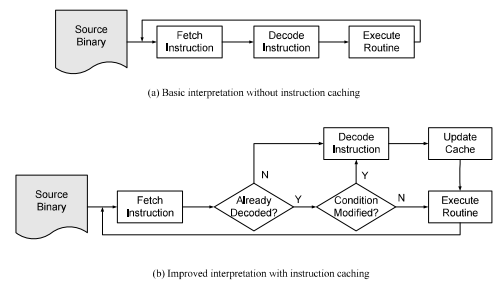 Source
Binary
Fetch
Instruction
Decode
Instruction
Execute
Routine
(a) Basic interpretation without instruction caching
Decode
Instruction
Update
Cache
N
Y
Source
Binary
Fetch
Instruction
Already
Decoded?
Y
Condition
Modified?
N
Execute
Routine
(b) Improved interpretation with instruction caching